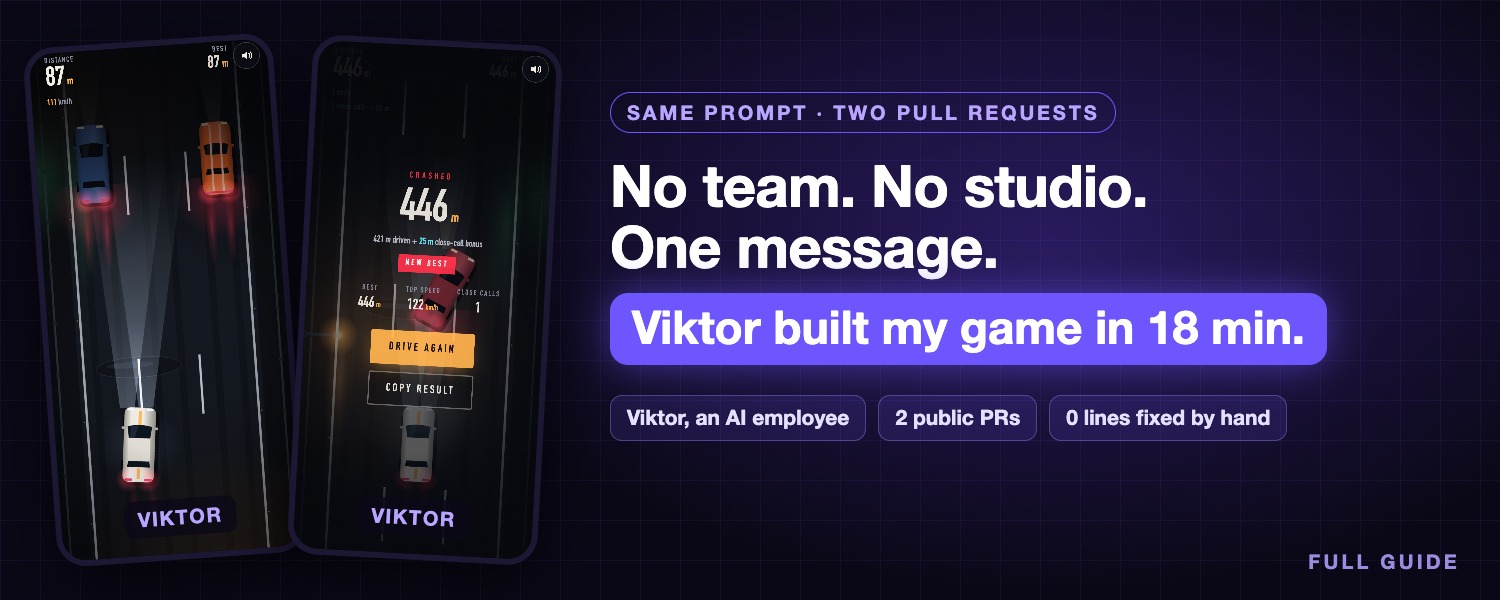 DISTANCE
87 m
111 km/h
BEST
87 m
VIKTOR
446 m
446 m
CRASHED
446 m
421 m driven + 25 m close-call bonus
NEW BEST
BEST
446 m
TOP SPEED
122 km/h
CLOSE CALLS
1
DRIVE AGAIN
COPY RESULT
VIKTOR
SAME PROMPT · TWO PULL REQUESTS
No team. No studio.
One message.
Viktor built my game in 18 min.
Viktor, an AI employee
2 public PRs
0 lines fixed by hand
FULL GUIDE